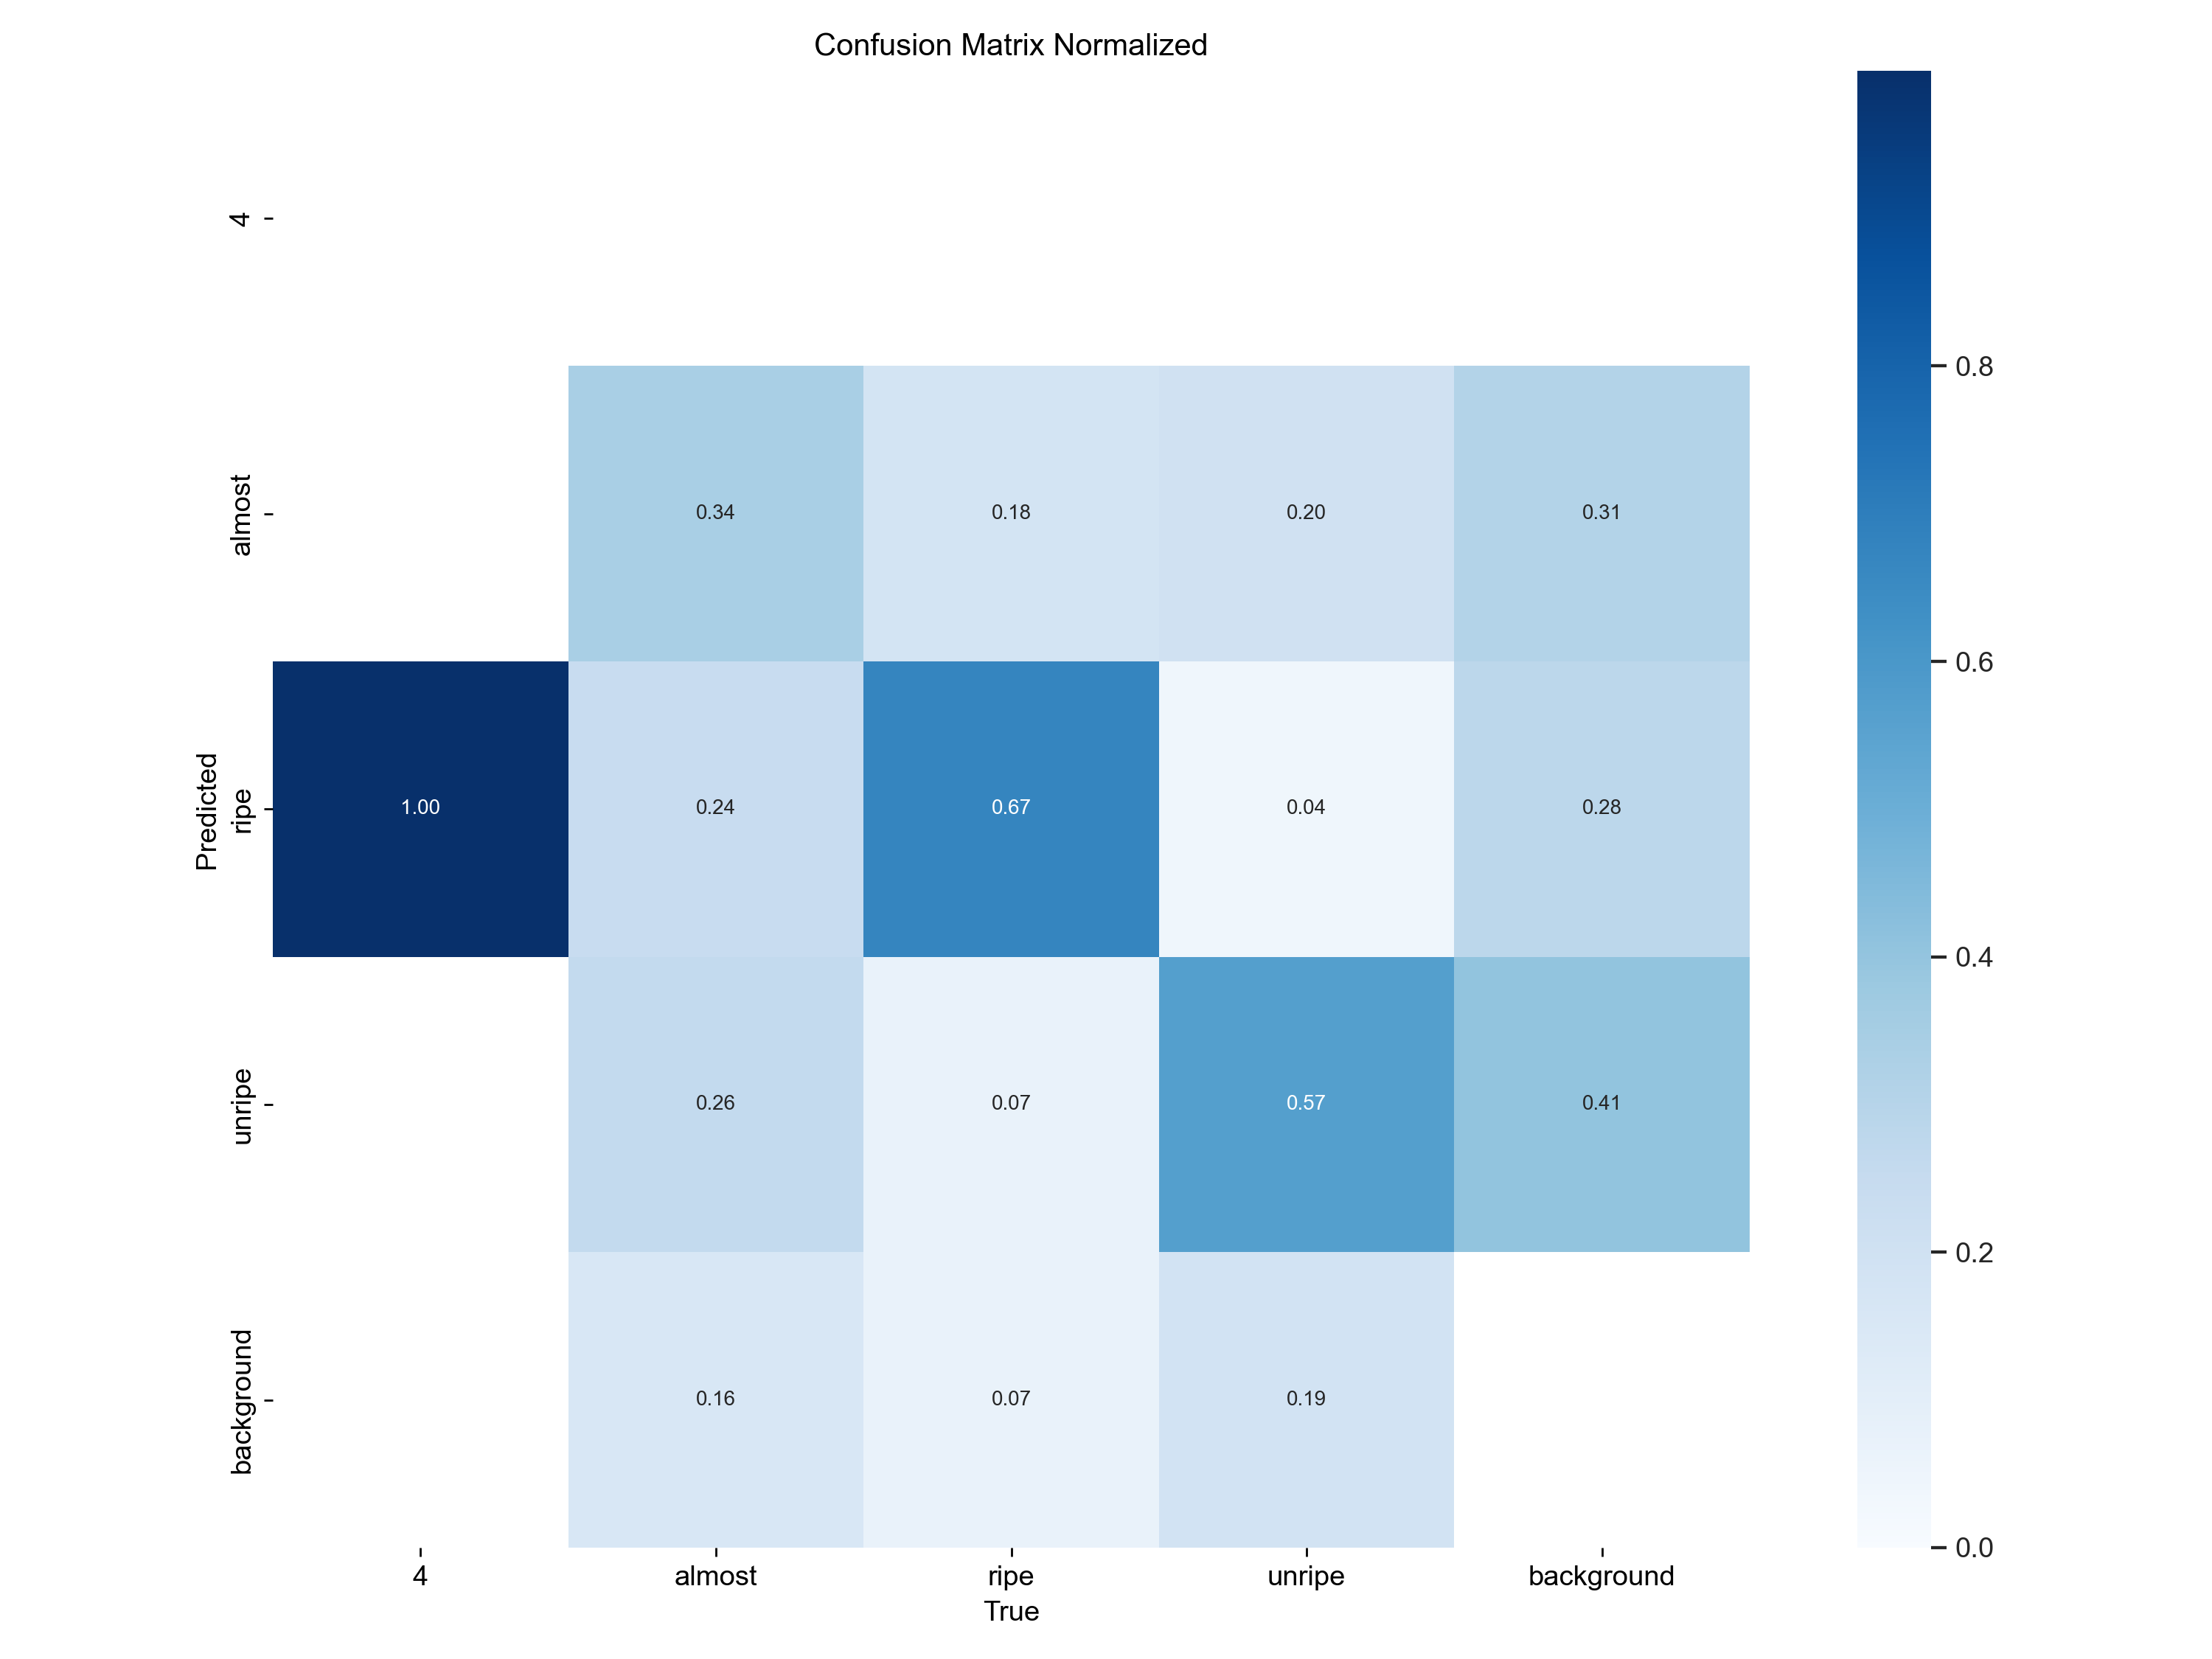 Confusion Matrix Normalized
4
almost
0.34 0.18 0.20 0.31
ripe
1.00 0.24 0.67 0.04 0.28
unripe
0.26 0.07 0.57 0.41
background
0.16 0.07 0.19
Predicted
4 almost ripe unripe background
True
0.8
0.6
0.4
0.2
0.0